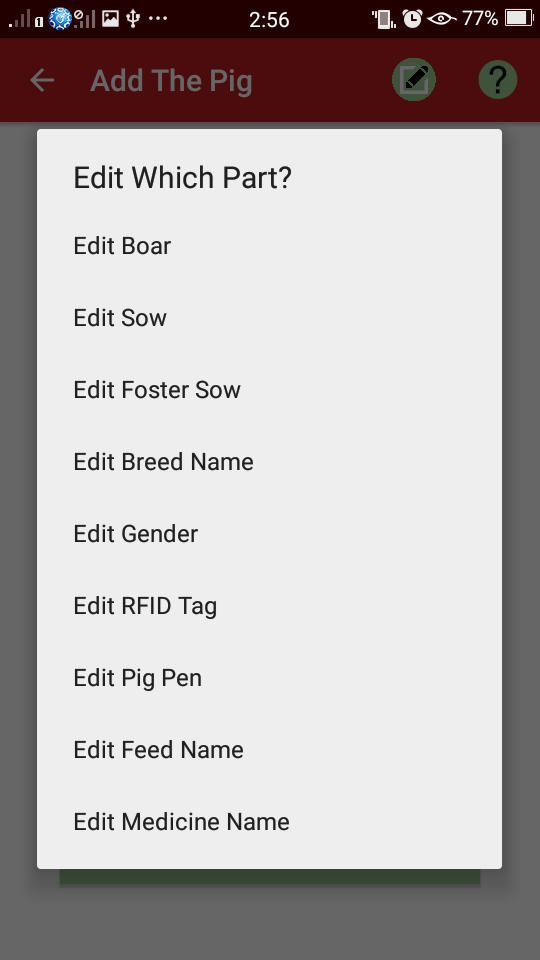 2:56
77%
Add The Pig
?
Edit Which Part?
Edit Boar
Edit Sow
Edit Foster Sow
Edit Breed Name
Edit Gender
Edit RFID Tag
Edit Pig Pen
Edit Feed Name
Edit Medicine Name